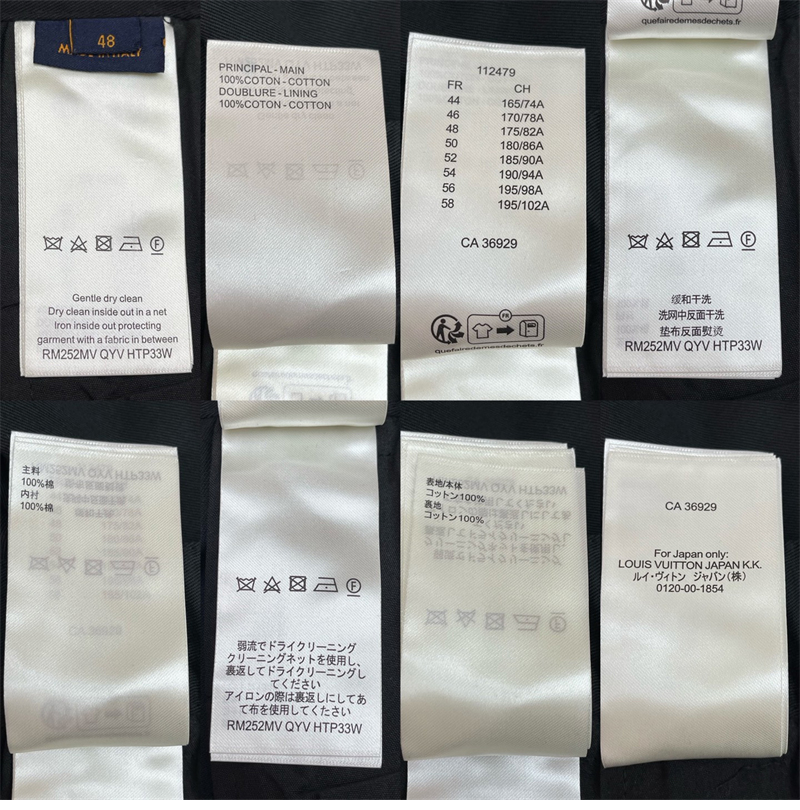 48
MADE IN ITALY
Gentle dry clean
Dry clean inside out in a net
Iron inside out protecting
garment with a fabric in between
RM252MV QYV HTP33W
PRINCIPAL - MAIN
100%COTON - COTTON
DOUBLURE - LINING
100%COTON - COTTON
112479
FR CH
44 165/74A
46 170/78A
48 175/82A
50 180/86A
52 185/90A
54 190/94A
56 195/98A
58 195/102A
CA 36929
FR
quefairedemesdechets.fr
quefairedemesdechets.fr
缓和干洗
洗网中反面干洗
垫布反面熨烫
RM252MV QYV HTP33W
主料
100%棉
内衬
100%棉
弱流でドライクリーニング
クリーニングネットを使用し、
裏返してドライクリーニングし
てください
アイロンの際は裏返しにしてあ
て布を使用してください
RM252MV QYV HTP33W
表地/本体
コットン100%
裏地
コットン100%
CA 36929
For Japan only:
LOUIS VUITTON JAPAN K.K.
ルイ・ヴィトン ジャパン(株)
0120-00-1854